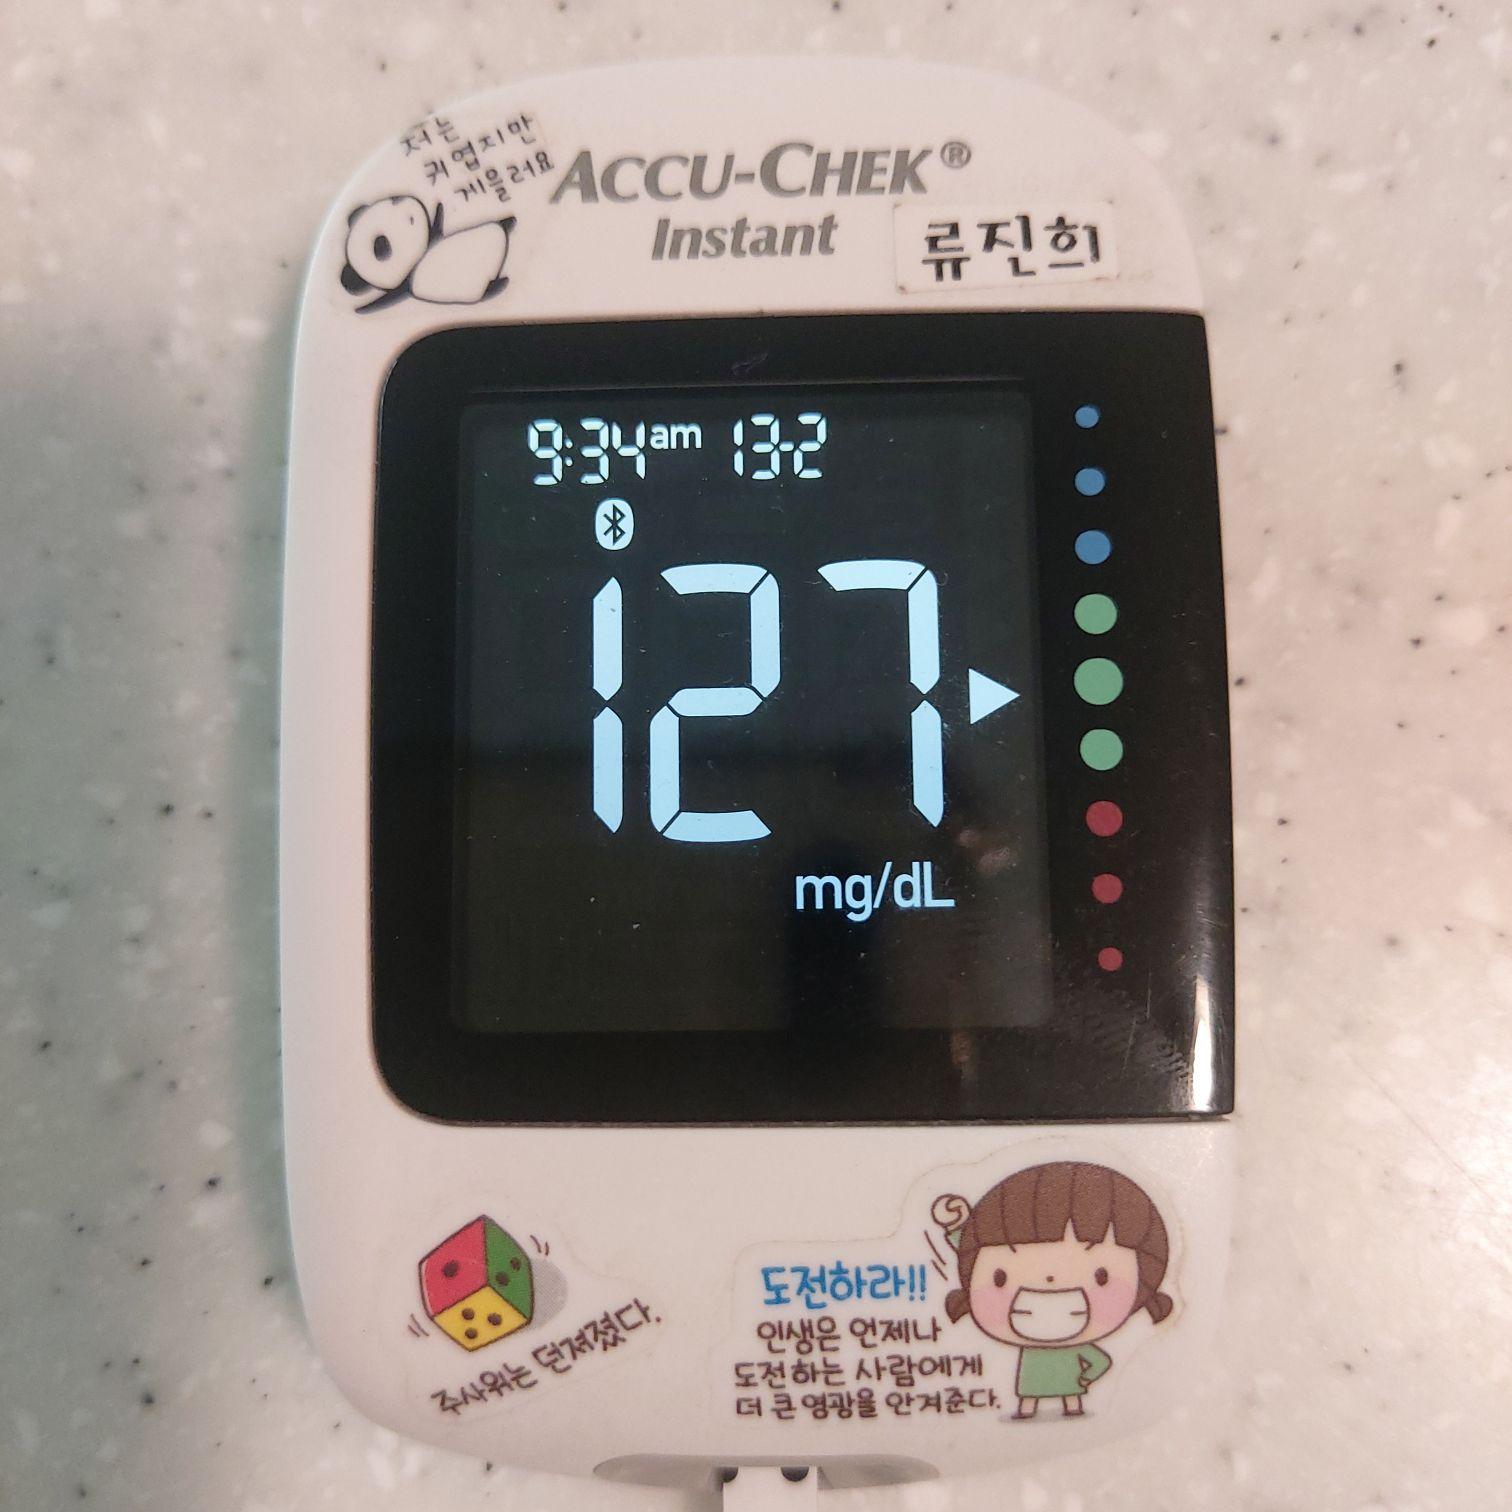 저는
귀엽지만
게을러요
ACCU-CHEK®
Instant
류진희
9:34am 13-2
127
mg/dL
주사위는 던져졌다.
도전하라!!
인생은 언제나
도전하는 사람에게
더 큰 영광을 안겨준다.